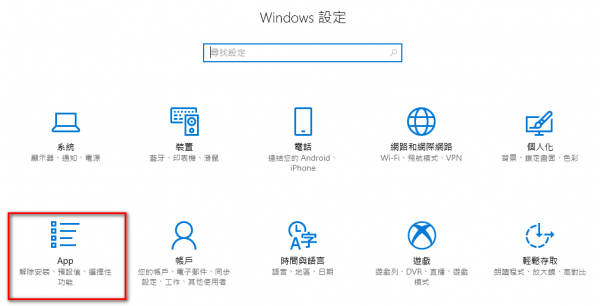 Windows 設定
尋找設定
系統
顯示器、通知、電源
裝置
藍牙、印表機、滑鼠
電話
連結您的 Android、
iPhone
網路和網際網路
Wi-Fi、飛航模式、VPN
個人化
背景、鎖定畫面、色彩
App
解除安裝、預設值、選擇性
功能
帳戶
您的帳戶、電子郵件、同步
設定、工作、其他使用者
時間與語言
語音、地區、日期
遊戲
遊戲列、DVR、直播、遊戲
模式
輕鬆存取
朗讀程式、放大鏡、高對比